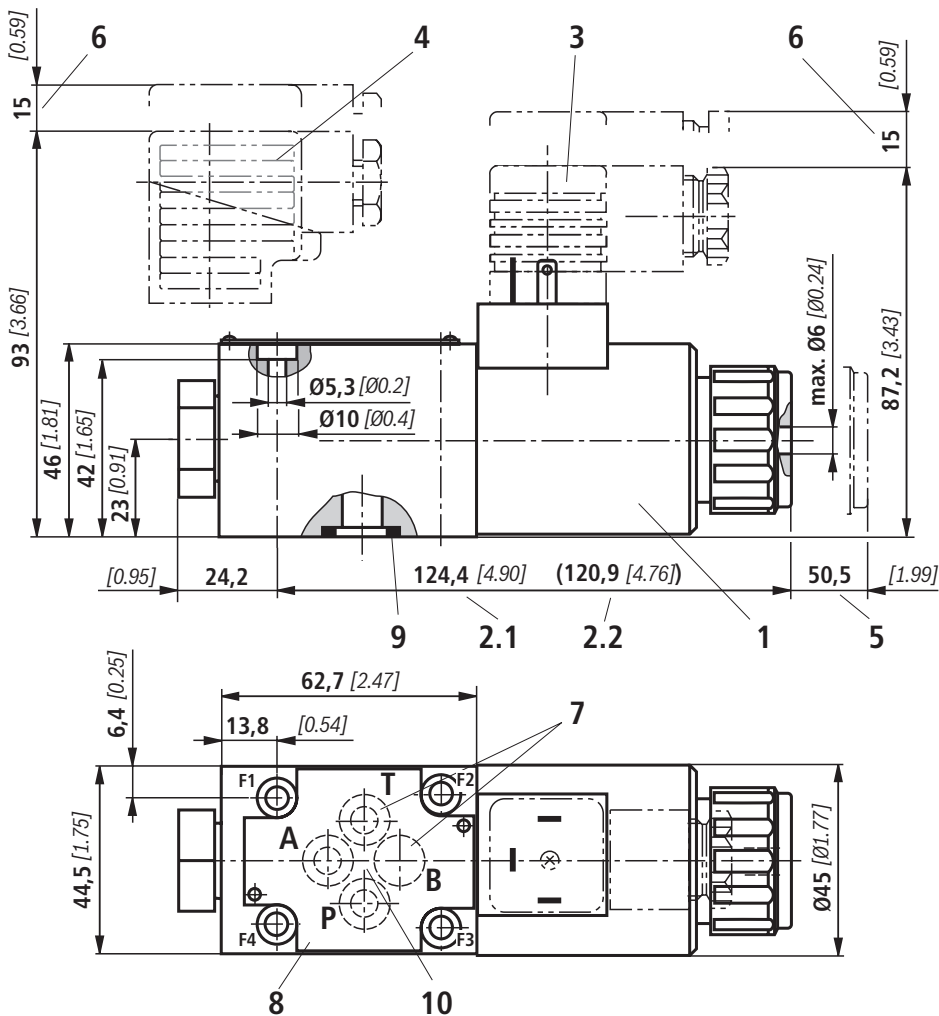 [0.59]
6
4
3
6
[0.59]
15
15
93 [3.66]
46 [1.81]
42 [1.65]
23 [0.91]
Ø5,3 [Ø0.2]
Ø10 [Ø0.4]
max. Ø6 [Ø0.24]
87,2 [3.43]
[0.95]
24,2
124,4 [4.90]
(120,9 [4.76])
50,5
[1.99]
9
2.1
2.2
1
5
6,4 [0.25]
62,7 [2.47]
13,8
[0.54]
7
F1
T
F2
A
B
P
F4
F3
44,5 [1.75]
Ø45 [Ø1.77]
8
10